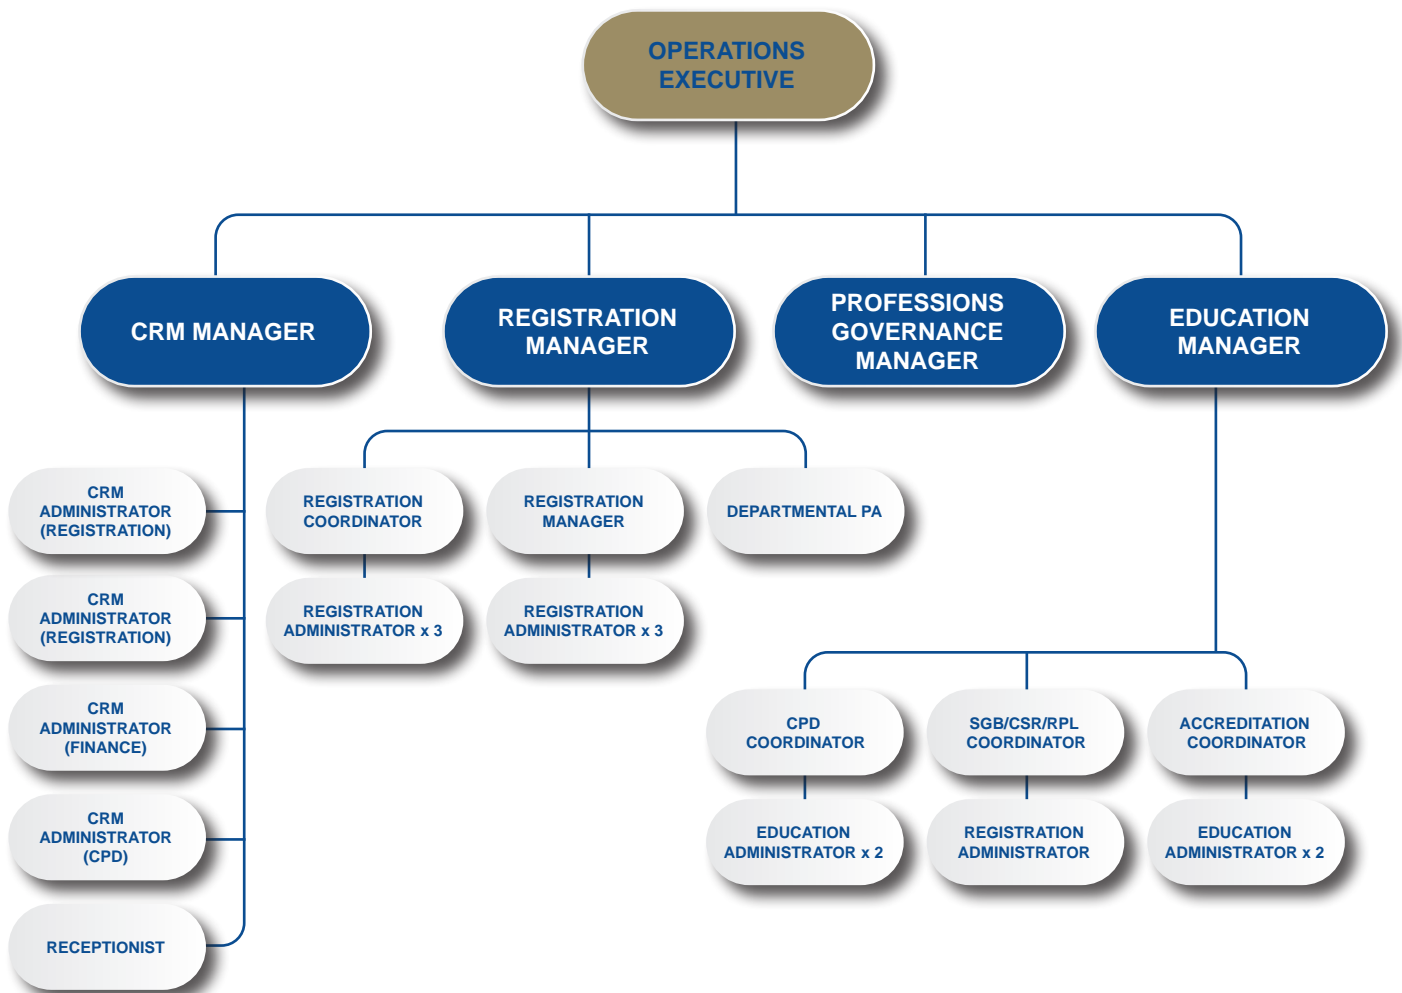 OPERATIONS
EXECUTIVE
CRM MANAGER
REGISTRATION
MANAGER
PROFESSIONS
GOVERNANCE
MANAGER
EDUCATION
MANAGER
CRM
ADMINISTRATOR
(REGISTRATION)
CRM
ADMINISTRATOR
(REGISTRATION)
CRM
ADMINISTRATOR
(FINANCE)
CRM
ADMINISTRATOR
(CPD)
RECEPTIONIST
REGISTRATION
COORDINATOR
REGISTRATION
ADMINISTRATOR x 3
REGISTRATION
MANAGER
REGISTRATION
ADMINISTRATOR x 3
DEPARTMENTAL PA
CPD
COORDINATOR
EDUCATION
ADMINISTRATOR x 2
SGB/CSR/RPL
COORDINATOR
REGISTRATION
ADMINISTRATOR
ACCREDITATION
COORDINATOR
EDUCATION
ADMINISTRATOR x 2